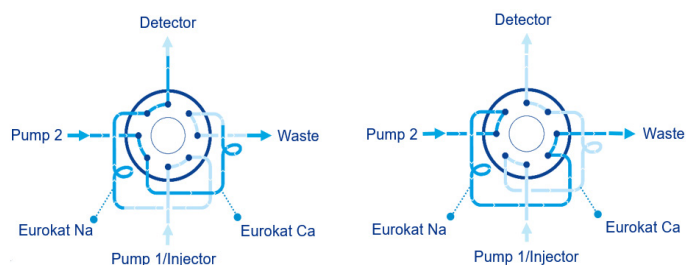 Detector
Pump 2
Waste
Eurokat Na
Eurokat Ca
Pump 1/Injector
Detector
Pump 2
Waste
Eurokat Na
Eurokat Ca
Pump 1/Injector